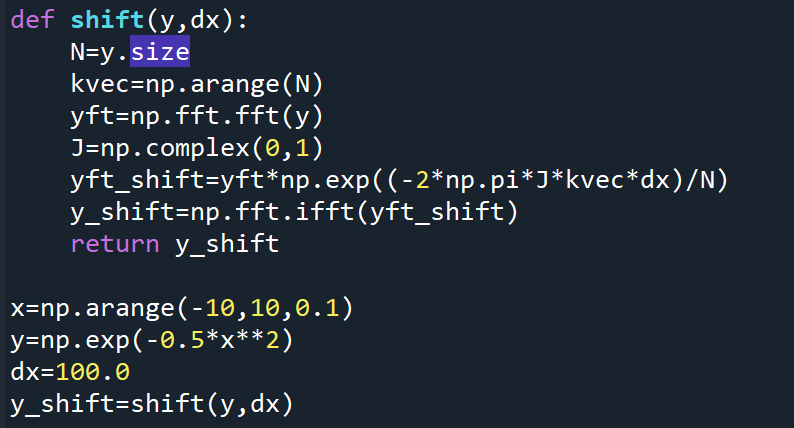 def shift(y,dx):
    N=y.size
    kvec=np.arange(N)
    yft=np.fft.fft(y)
    J=np.complex(0,1)
    yft_shift=yft*np.exp((-2*np.pi*J*kvec*dx)/N)
    y_shift=np.fft.ifft(yft_shift)
    return y_shift

x=np.arange(-10,10,0.1)
y=np.exp(-0.5*x**2)
dx=100.0
y_shift=shift(y,dx)